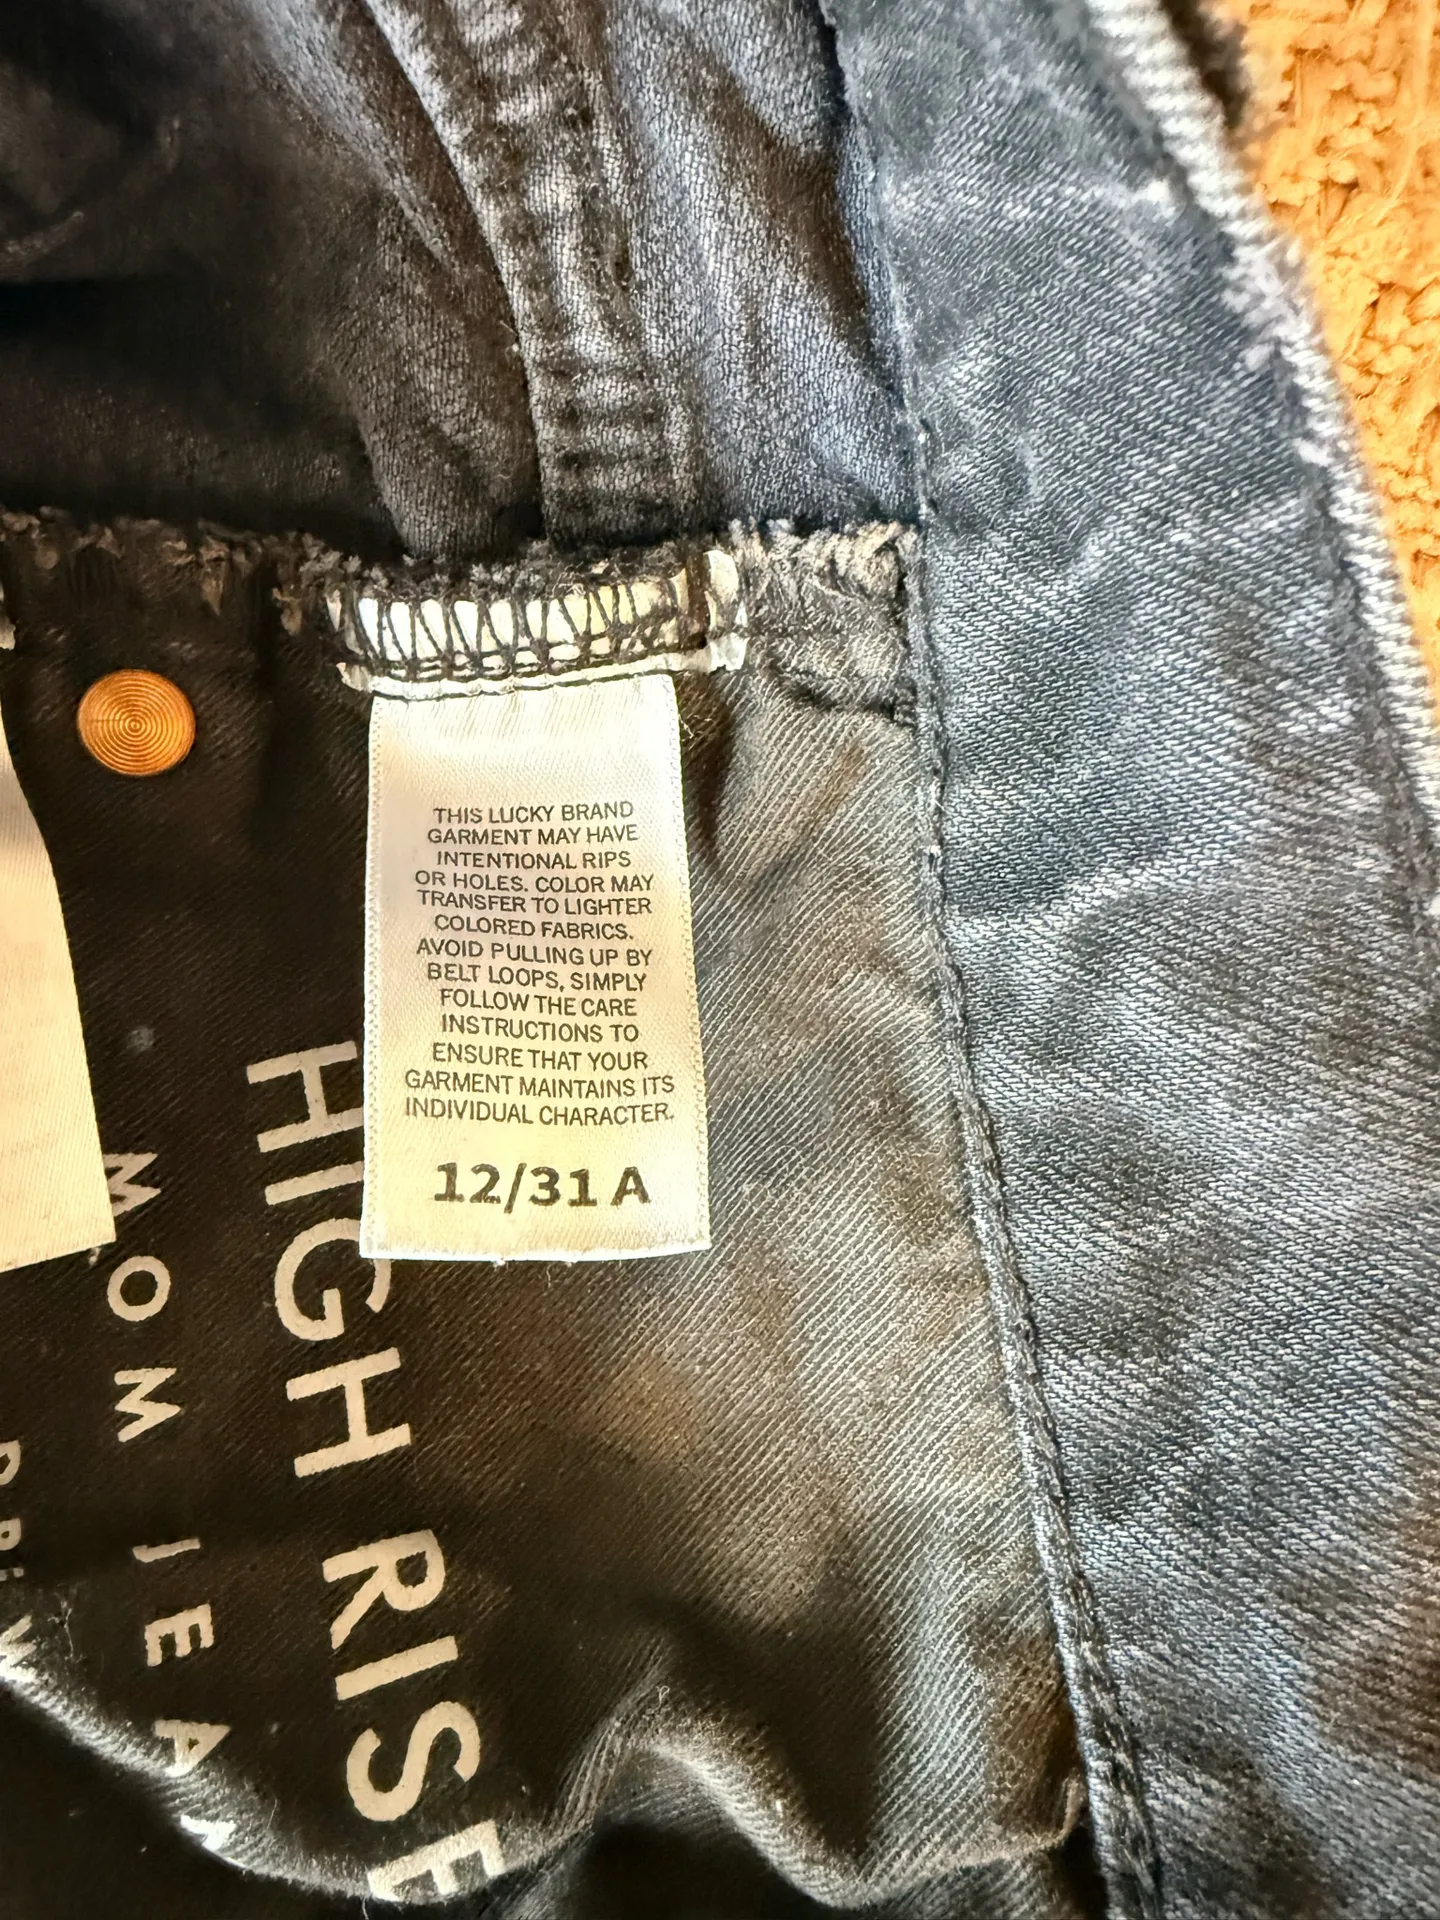 THIS LUCKY BRAND
GARMENT MAY HAVE
INTENTIONAL RIPS
OR HOLES. COLOR MAY
TRANSFER TO LIGHTER
COLORED FABRICS.
AVOID PULLING UP BY
BELT LOOPS, SIMPLY
FOLLOW THE CARE
INSTRUCTIONS TO
ENSURE THAT YOUR
GARMENT MAINTAINS ITS
INDIVIDUAL CHARACTER.
12/31 A
HIGH RISE
MOM JEA